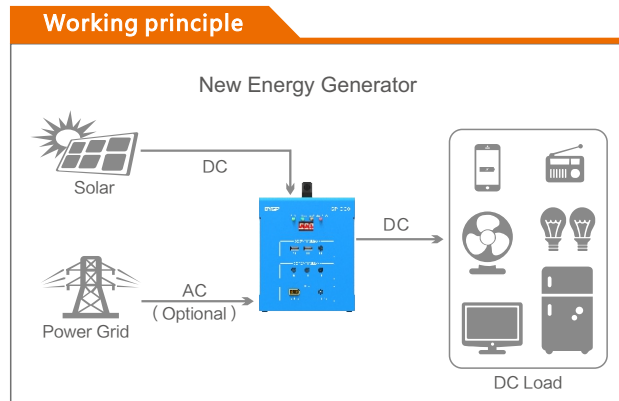 Working principle
New Energy Generator
Solar
DC
DC
AC
( Optional )
Power Grid
DC Load